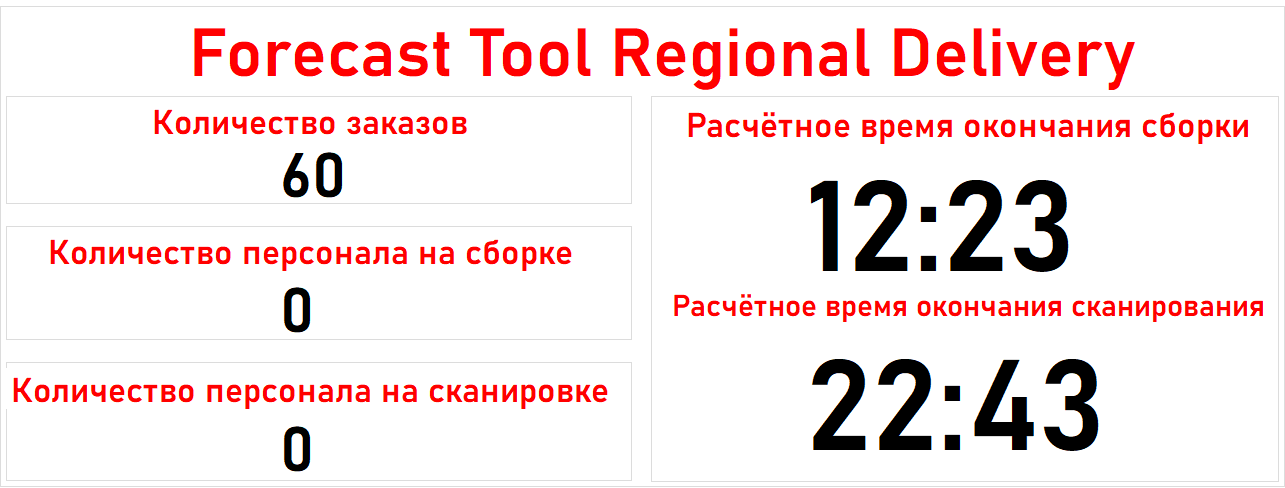 Forecast Tool Regional Delivery
Количество заказов
60
Количество персонала на сборке
0
Количество персонала на сканировке
0
Расчётное время окончания сборки
12:23
Расчётное время окончания сканирования
22:43